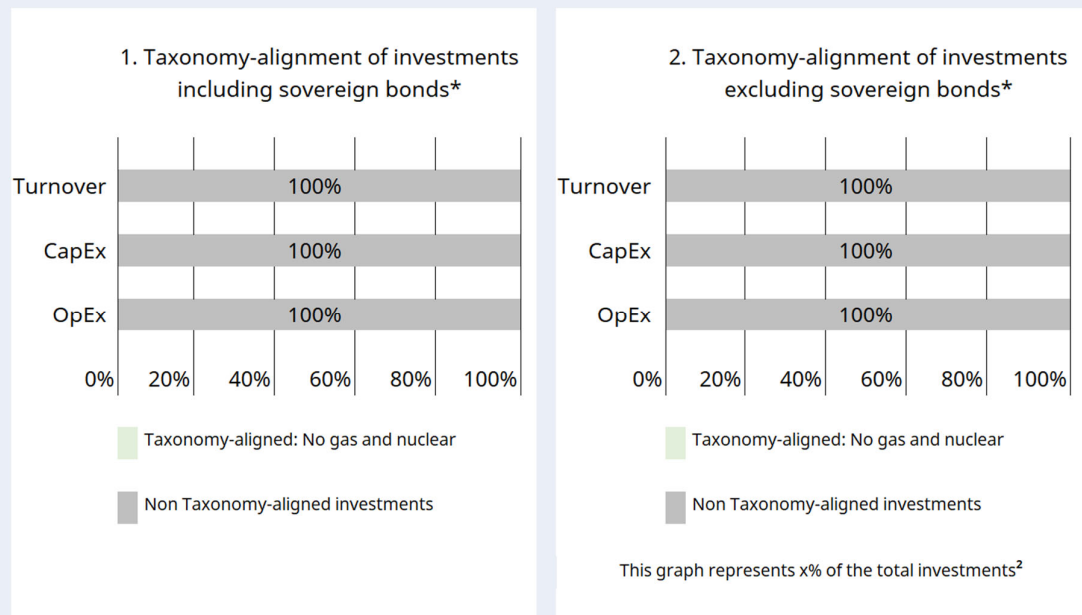 1. Taxonomy-alignment of investments
including sovereign bonds*
Turnover 100%
CapEx 100%
OpEx 100%
0% 20% 40% 60% 80% 100%
Taxonomy-aligned: No gas and nuclear
Non Taxonomy-aligned investments
2. Taxonomy-alignment of investments
excluding sovereign bonds*
Turnover 100%
CapEx 100%
OpEx 100%
0% 20% 40% 60% 80% 100%
Taxonomy-aligned: No gas and nuclear
Non Taxonomy-aligned investments
This graph represents x% of the total investments²